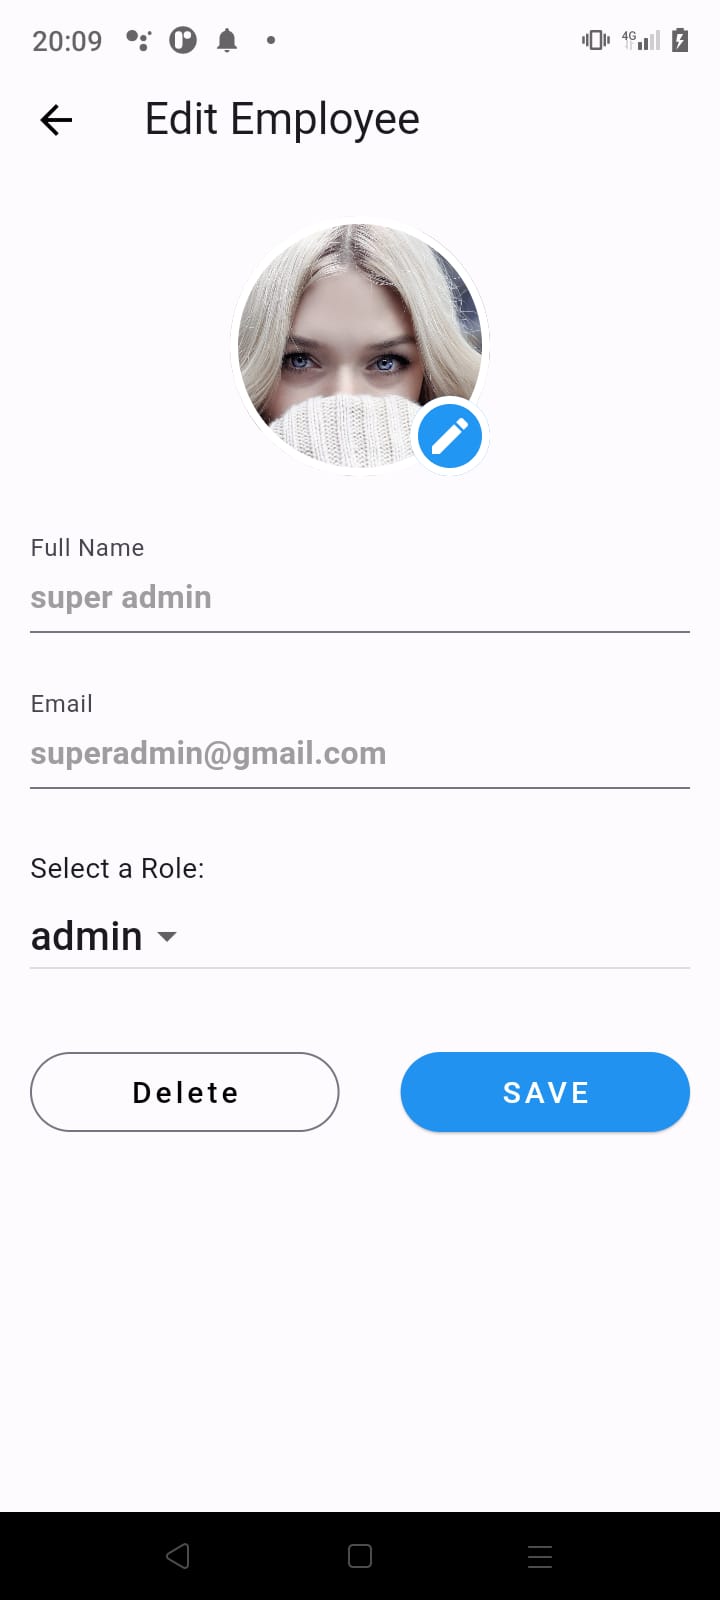 20:09
4G
Edit Employee
Full Name
super admin
Email
superadmin@gmail.com
Select a Role:
admin
Delete
SAVE